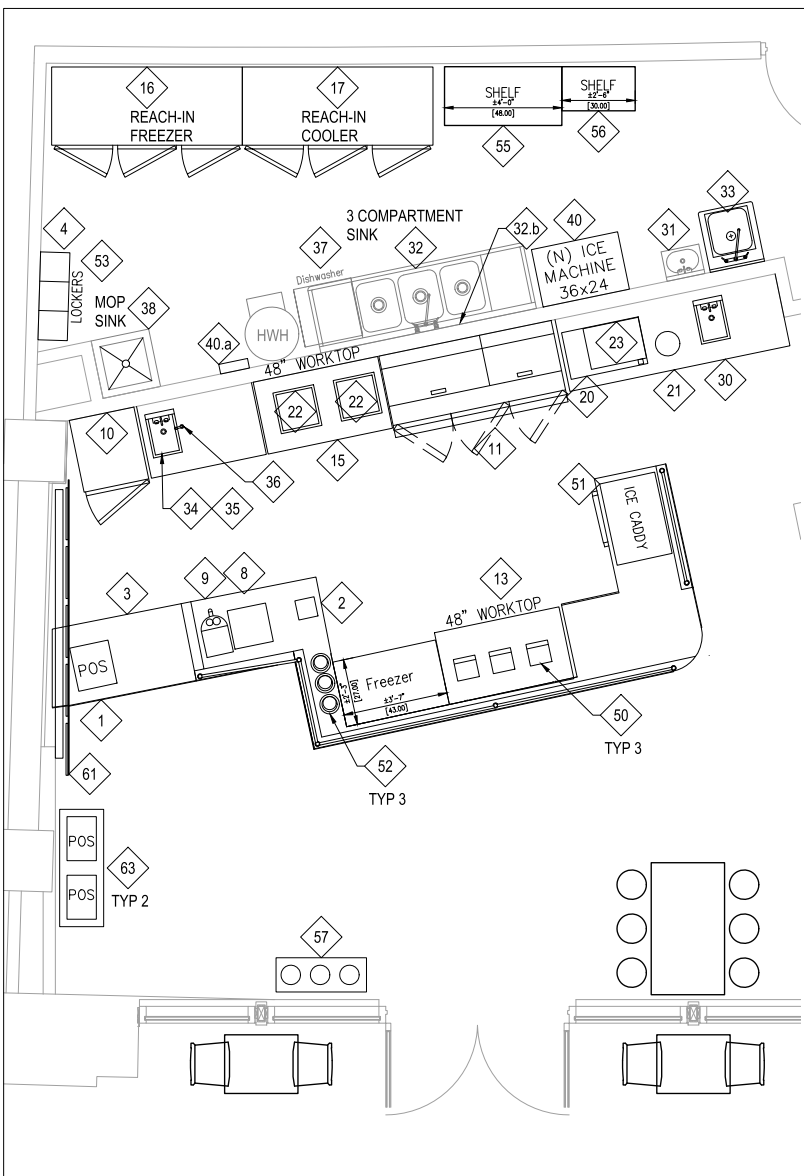 16
REACH-IN
FREEZER
17
REACH-IN
COOLER
SHELF
±4'-0"
[48.00]
55
SHELF
±2'-6"
[30.00]
56
4
53
LOCKERS
MOP
SINK
38
37
Dishwasher
3 COMPARTMENT
SINK
32
32.b
40
(N) ICE
MACHINE
36x24
31
33
40.a
HWH
48" WORKTOP
10
22
22
15
11
20
23
21
30
34
35
36
51
ICE CADDY
3
9
8
2
13
48" WORKTOP
POS
1
Freezer
±2'-3"
[27.00]
±3'-7"
[43.00]
50
TYP 3
52
TYP 3
61
POS
POS
63
TYP 2
57